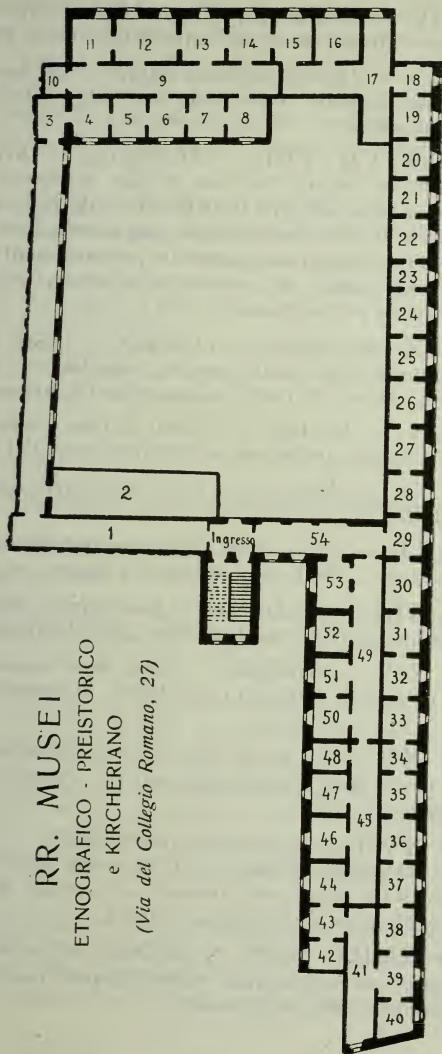 11 12 13 14 15 16
10 9 17 18
3 4 5 6 7 8 19
20
21
22
23
24
25
26
27
2 28
1 Ingresso 54 29
53 30
52 31
49
51 32
50 33
48 34
47 35
45
46 36
44 37
43 38
42 41 39
40
RR. MUSEI
ETNOGRAFICO - PREISTORICO
e KIRCHERIANO
(Via del Collegio Romano, 27)